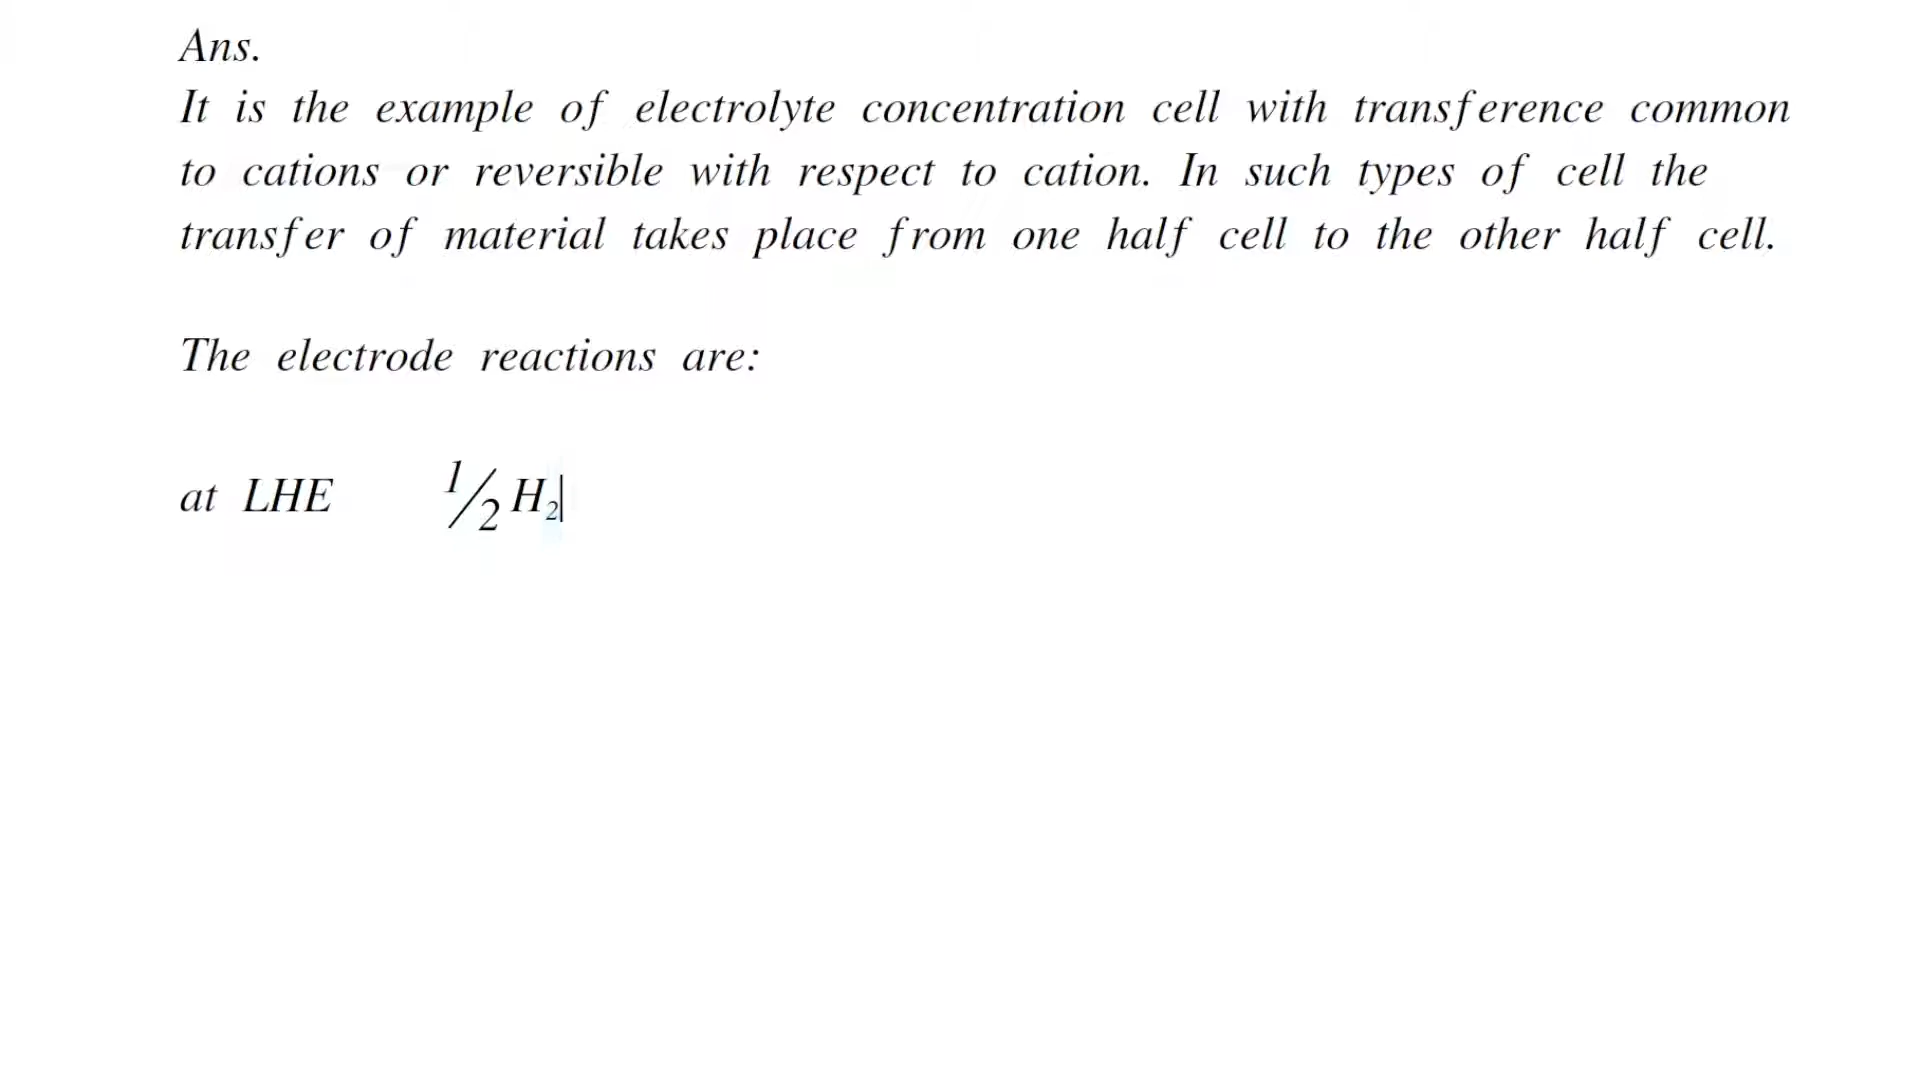 Ans.
It is the example of electrolyte concentration cell with transference common
to cations or reversible with respect to cation. In such types of cell the
transfer of material takes place from one half cell to the other half cell.
The electrode reactions are:
at LHE ½ H₂